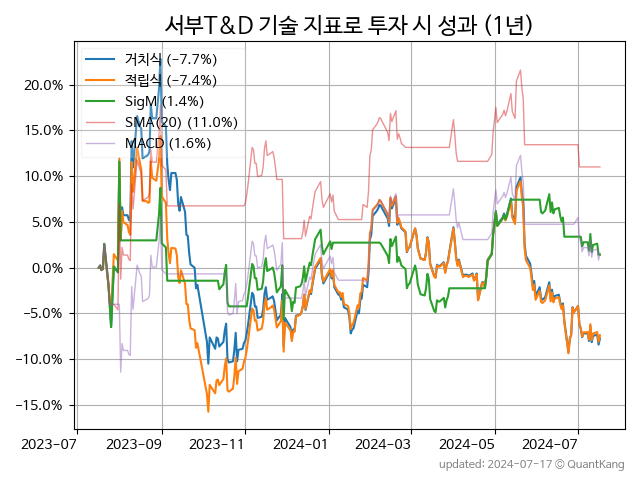 서부T&D 기술 지표로 투자 시 성과 (1년)
거치식 (−7.7%)
적립식 (−7.4%)
SigM (1.4%)
SMA(20) (11.0%)
MACD (1.6%)
20.0%
15.0%
10.0%
5.0%
0.0%
−5.0%
−10.0%
−15.0%
2023-07 2023-09 2023-11 2024-01 2024-03 2024-05 2024-07
updated: 2024-07-17 © QuantKang